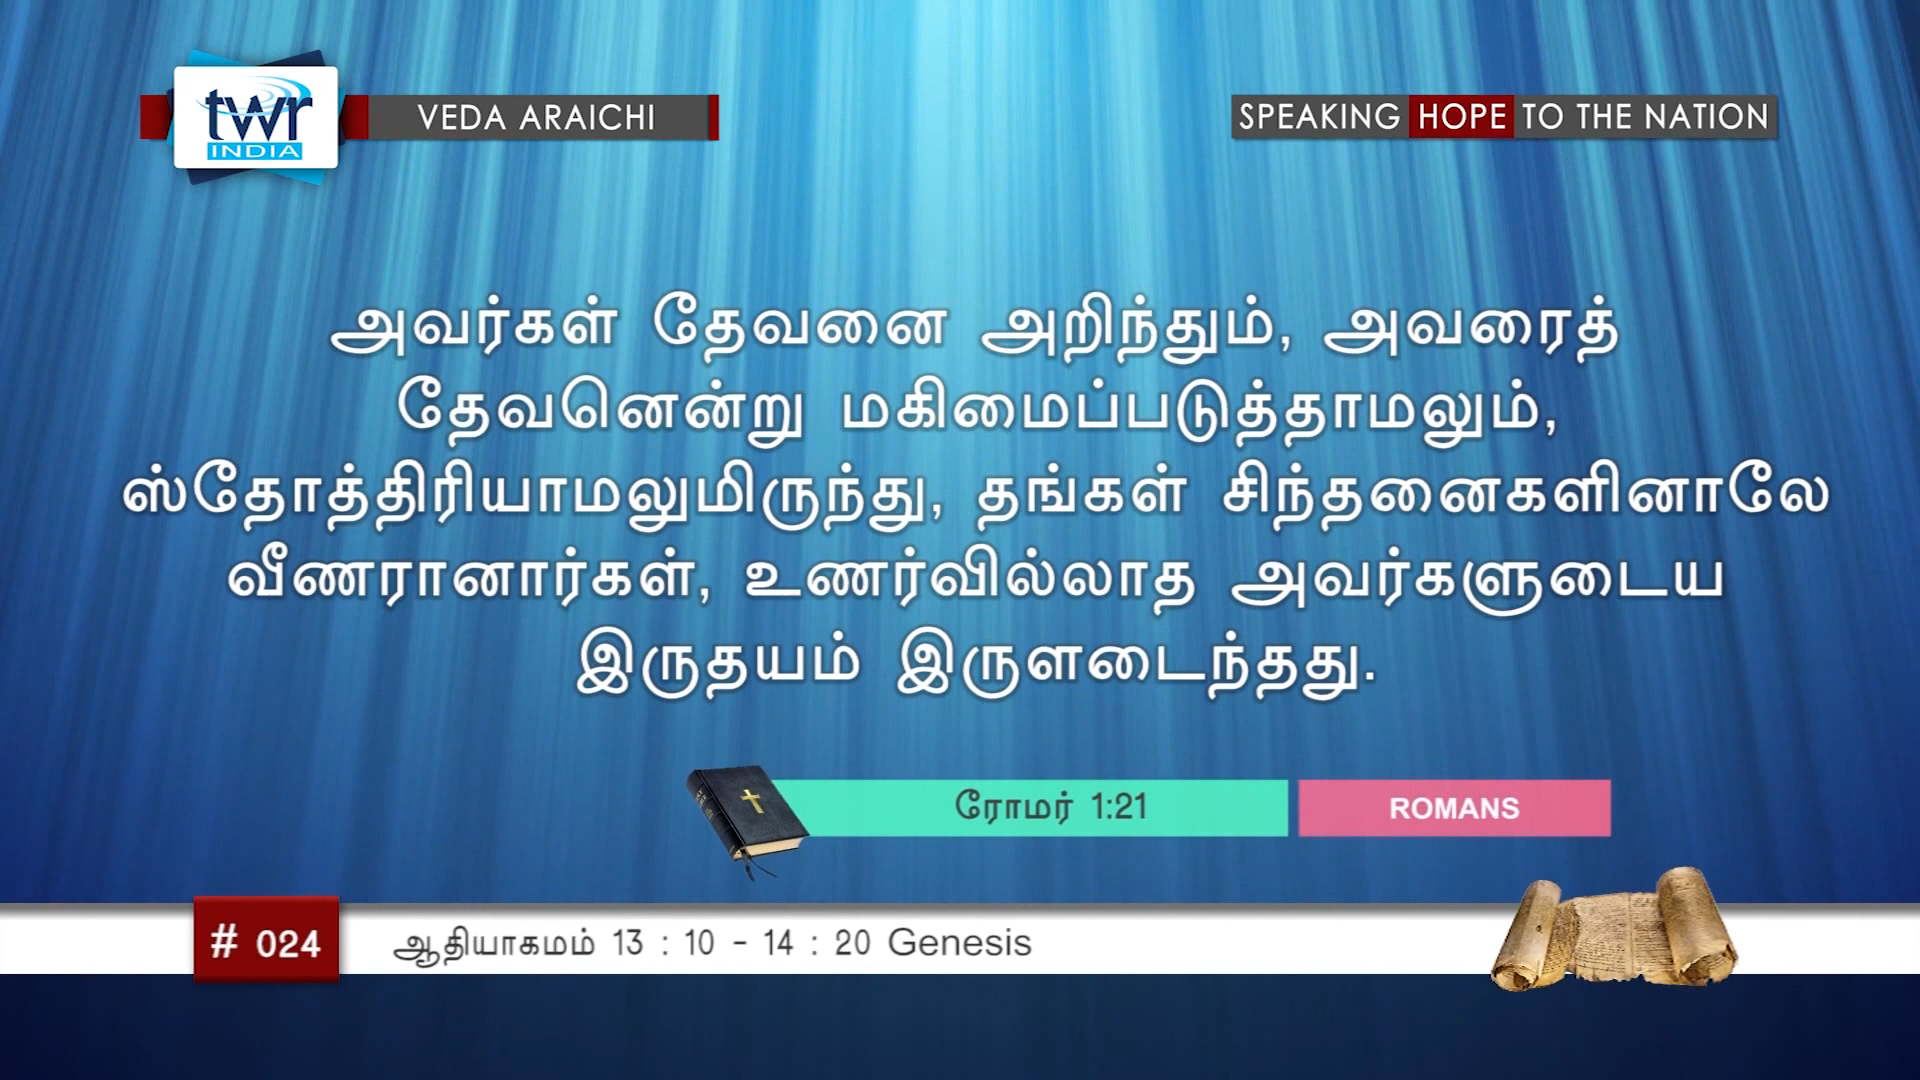 twr
INDIA
VEDA ARAICHI
SPEAKING HOPE TO THE NATION
அவர்கள் தேவனை அறிந்தும், அவரைத்
தேவனென்று மகிமைப்படுத்தாமலும்,
ஸ்தோத்திரியாமலுமிருந்து, தங்கள் சிந்தனைகளினாலே
வீணரானார்கள், உணர்வில்லாத அவர்களுடைய
இருதயம் இருளடைந்தது.
ரோமர் 1:21
ROMANS
# 024
ஆதியாகமம் 13 : 10 - 14 : 20 Genesis